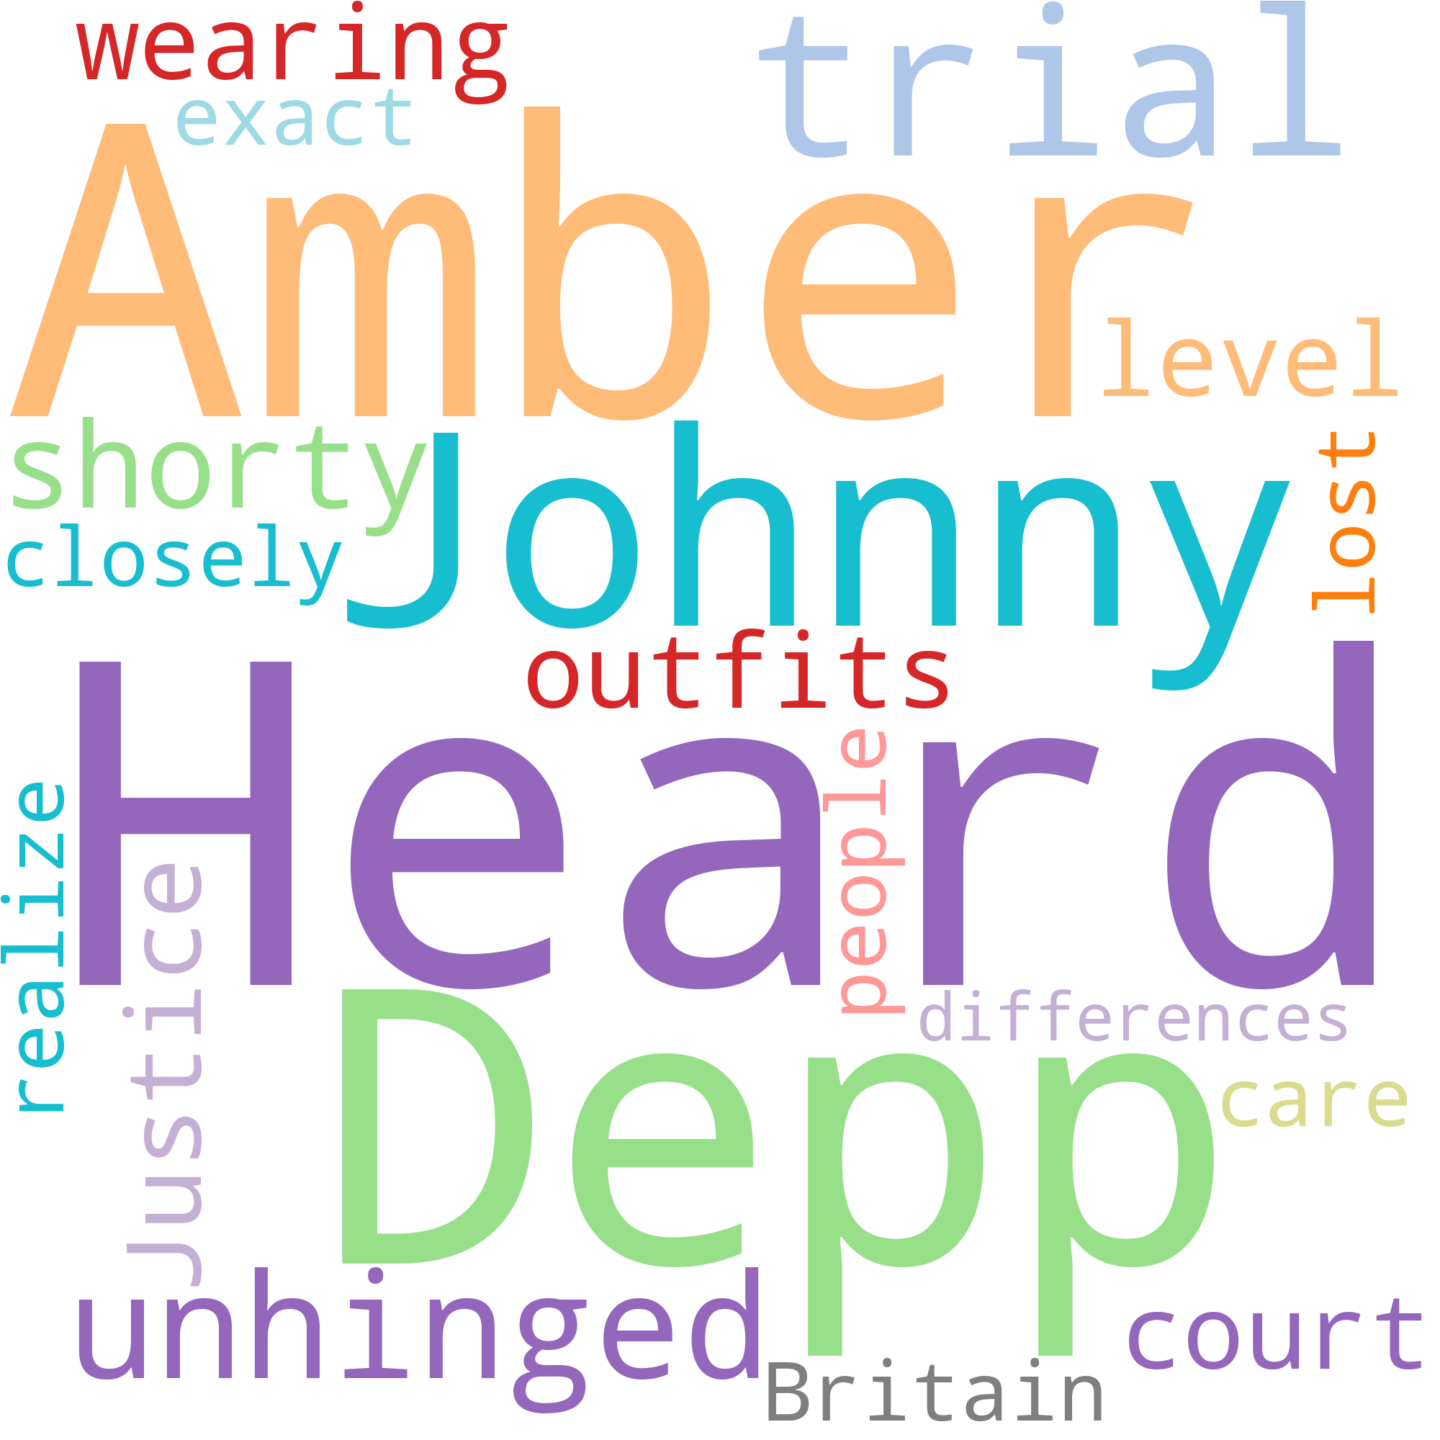 wearing
trial
exact
Amber
level
shorty
Johnny
lost
closely
outfits
Heard
people
realize
Justice
differences
Depp
care
unhinged
court
Britain